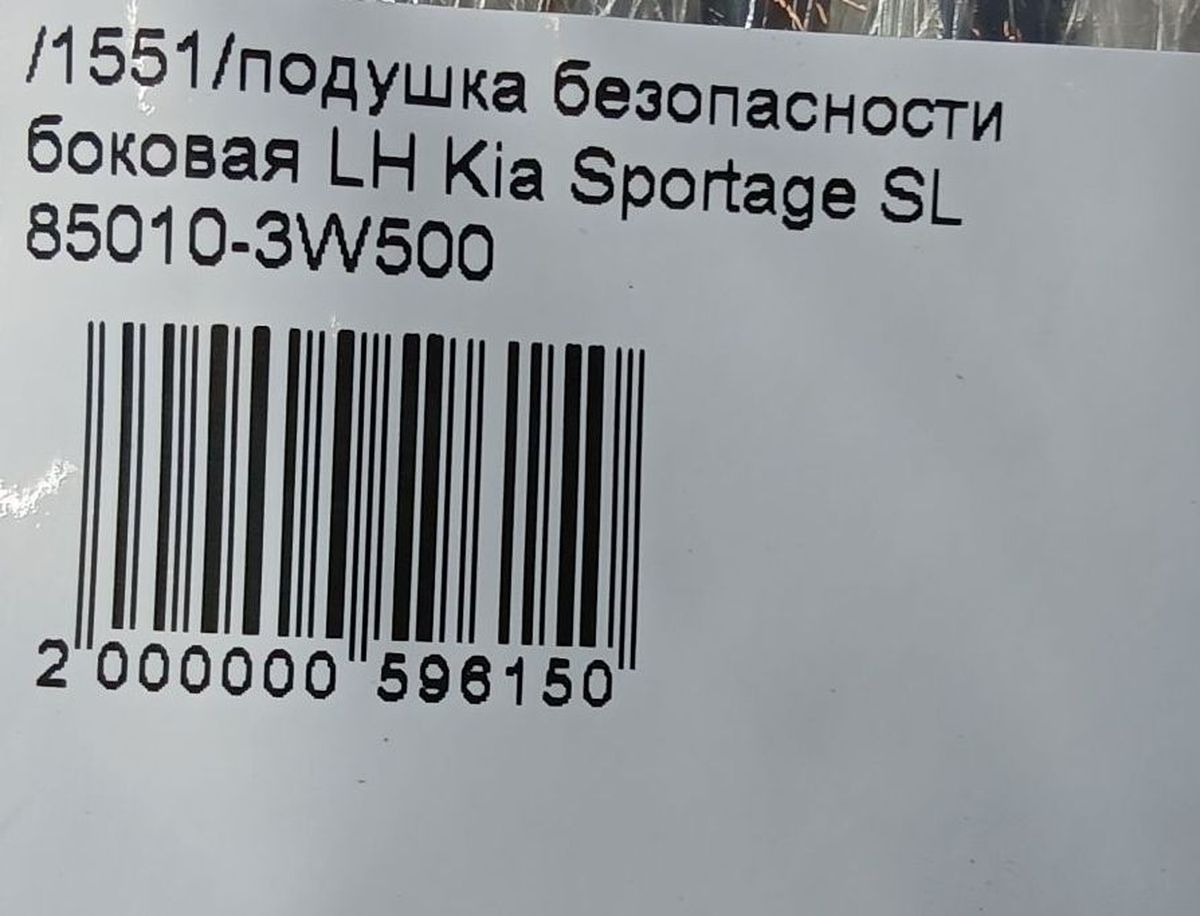 /1551/подушка безопасности
боковая LH Kia Sportage SL
85010-3W500
2 000000 596150